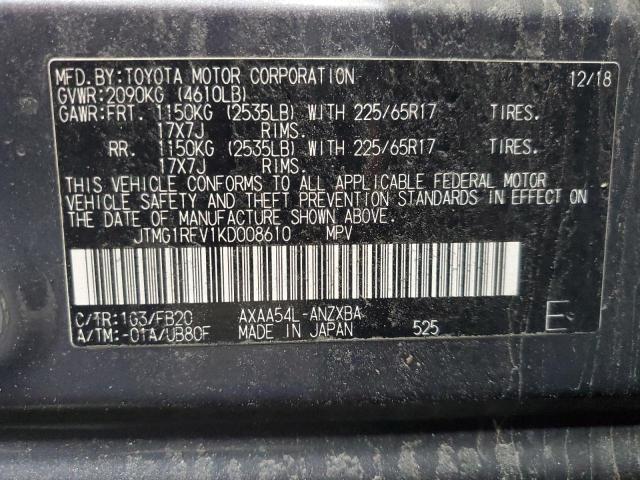 MFD.BY:TOYOTA MOTOR CORPORATION 12/18
GVWR:2090KG (4610LB)
GAWR:FRT. 1150KG (2535LB) WITH 225/65R17 TIRES.
17X7J RIMS.
RR. 1150KG (2535LB) WITH 225/65R17 TIRES.
17X7J RIMS.
THIS VEHICLE CONFORMS TO ALL APPLICABLE FEDERAL MOTOR
VEHICLE SAFETY AND THEFT PREVENTION STANDARDS IN EFFECT ON
THE DATE OF MANUFACTURE SHOWN ABOVE.
JTMG1RFV1KD008610 MPV
C/TR:1G3/FB20 AXAA54L-ANZXBA
A/TM:-01A/UB80F MADE IN JAPAN 525 E